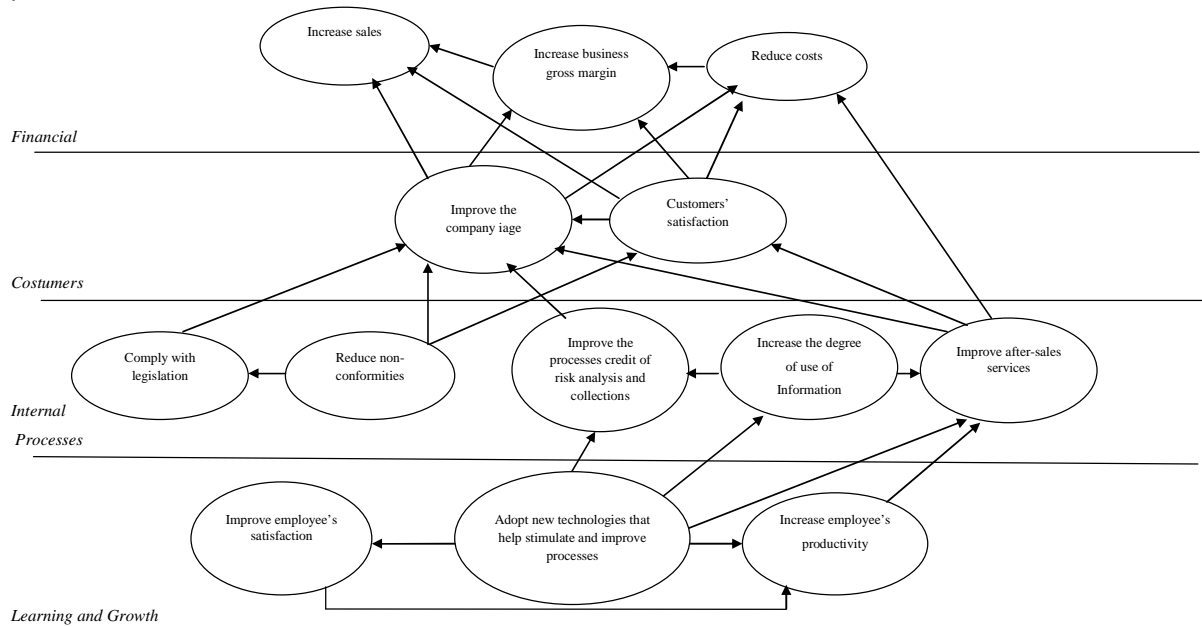 Increase sales
Increase business
gross margin
Reduce costs
Financial
Improve the
company iage
Customers'
satisfaction
Costumers
Comply with
legislation
Reduce non-
conformities
Improve the
processes credit of
risk analysis and
collections
Increase the degree
of use of
Information
Improve after-sales
services
Internal
Processes
Improve employee's
satisfaction
Adopt new technologies that
help stimulate and improve
processes
Increase employee's
productivity
Learning and Growth